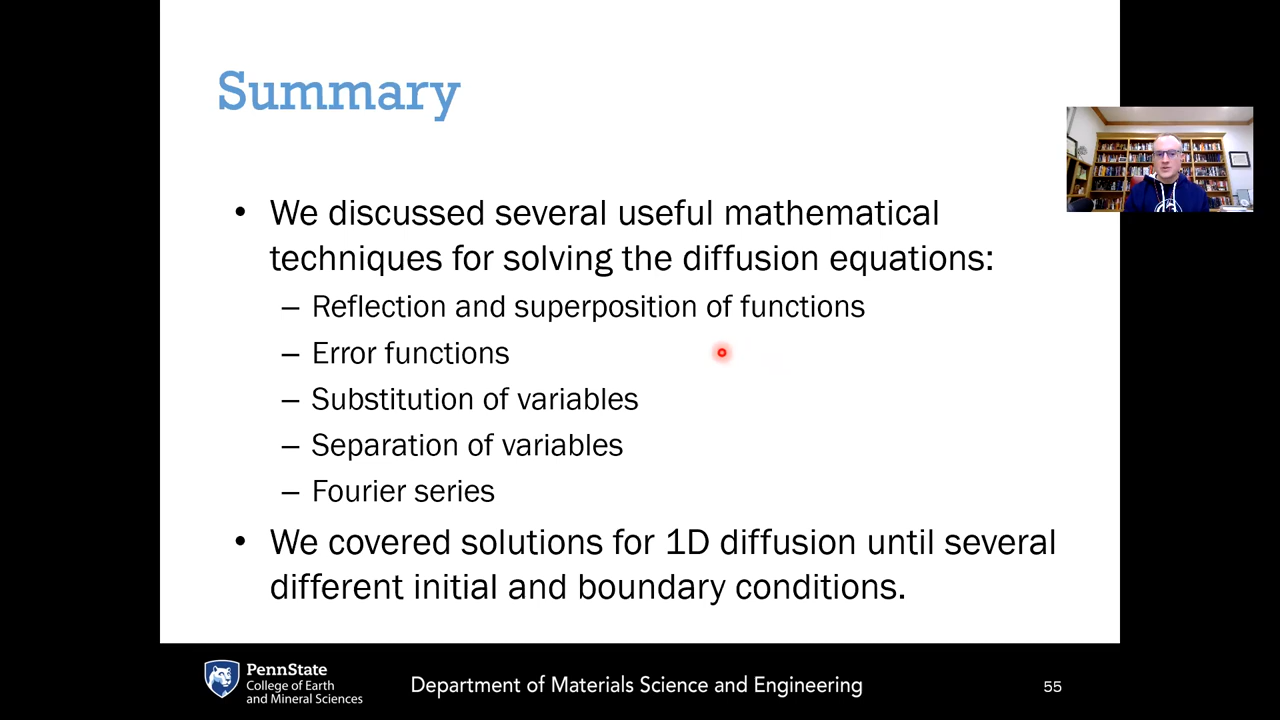 Summary
• We discussed several useful mathematical
techniques for solving the diffusion equations:
– Reflection and superposition of functions
– Error functions
– Substitution of variables
– Separation of variables
– Fourier series
• We covered solutions for 1D diffusion until several
different initial and boundary conditions.
PennState
College of Earth
and Mineral Sciences
Department of Materials Science and Engineering
55